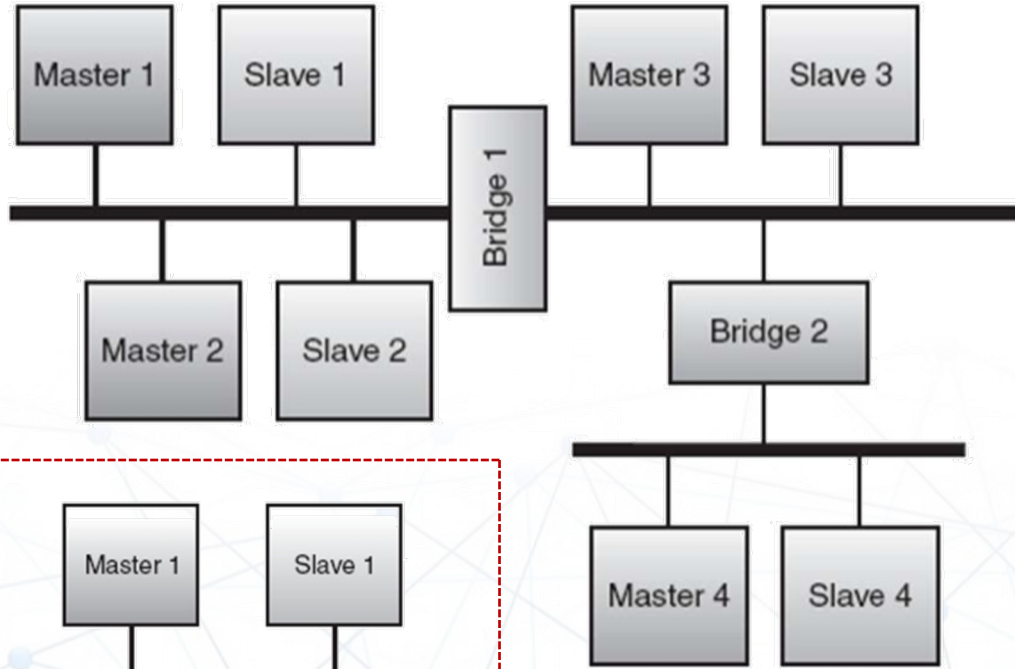 Master 1
Slave 1
Bridge 1
Master 3
Slave 3
Master 2
Slave 2
Bridge 2
Master 1
Slave 1
Master 4
Slave 4